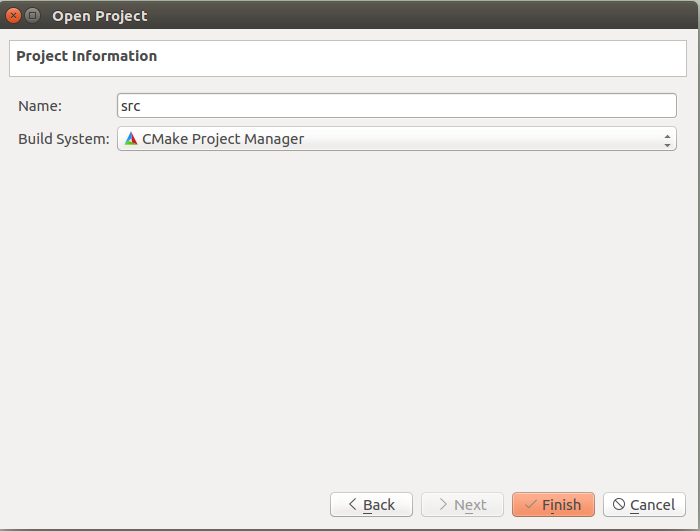 Open Project
Project Information
Name: src
Build System: CMake Project Manager
Back Next Finish Cancel